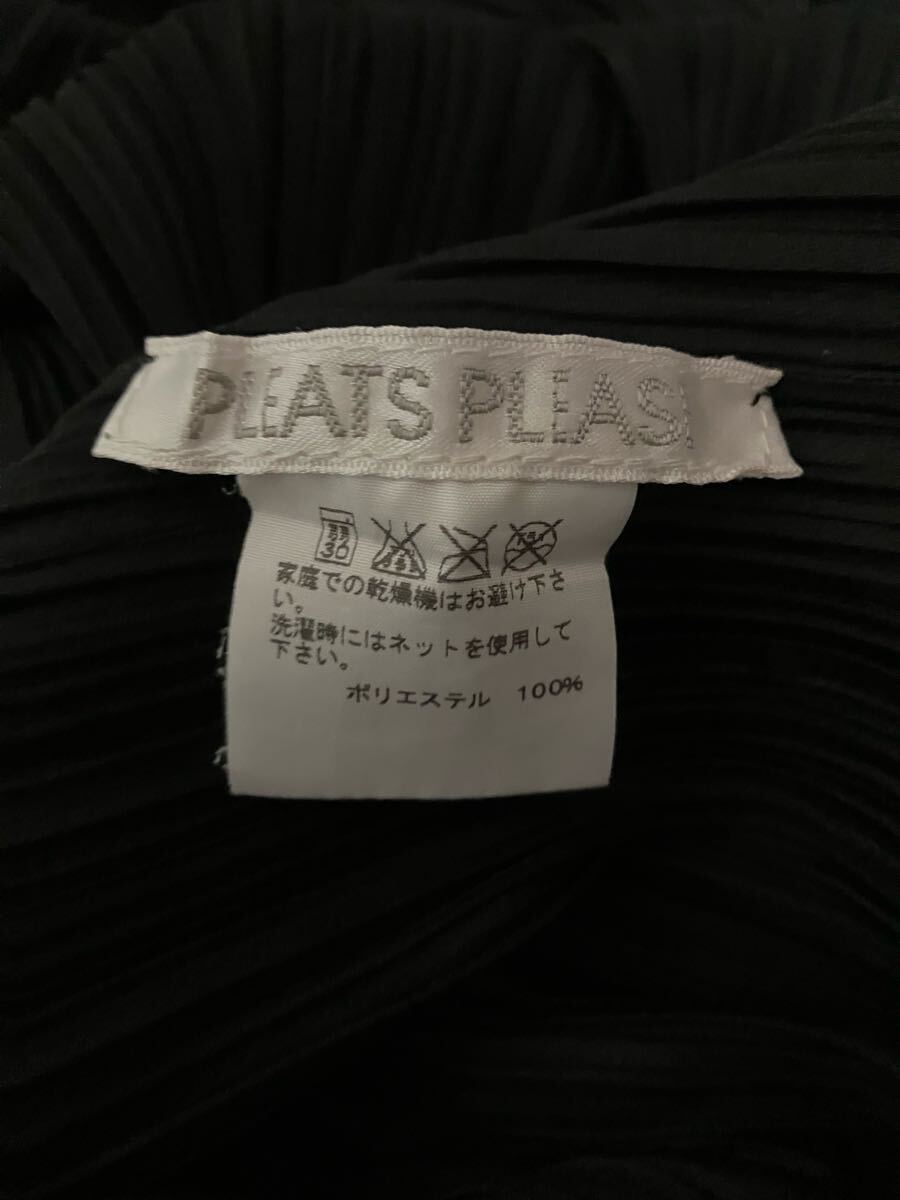 PLEATS PLEAS
弱
30
家庭での乾燥機はお避け下さ
い。
洗濯時にはネットを使用して
下さい。
ポリエステル 100%